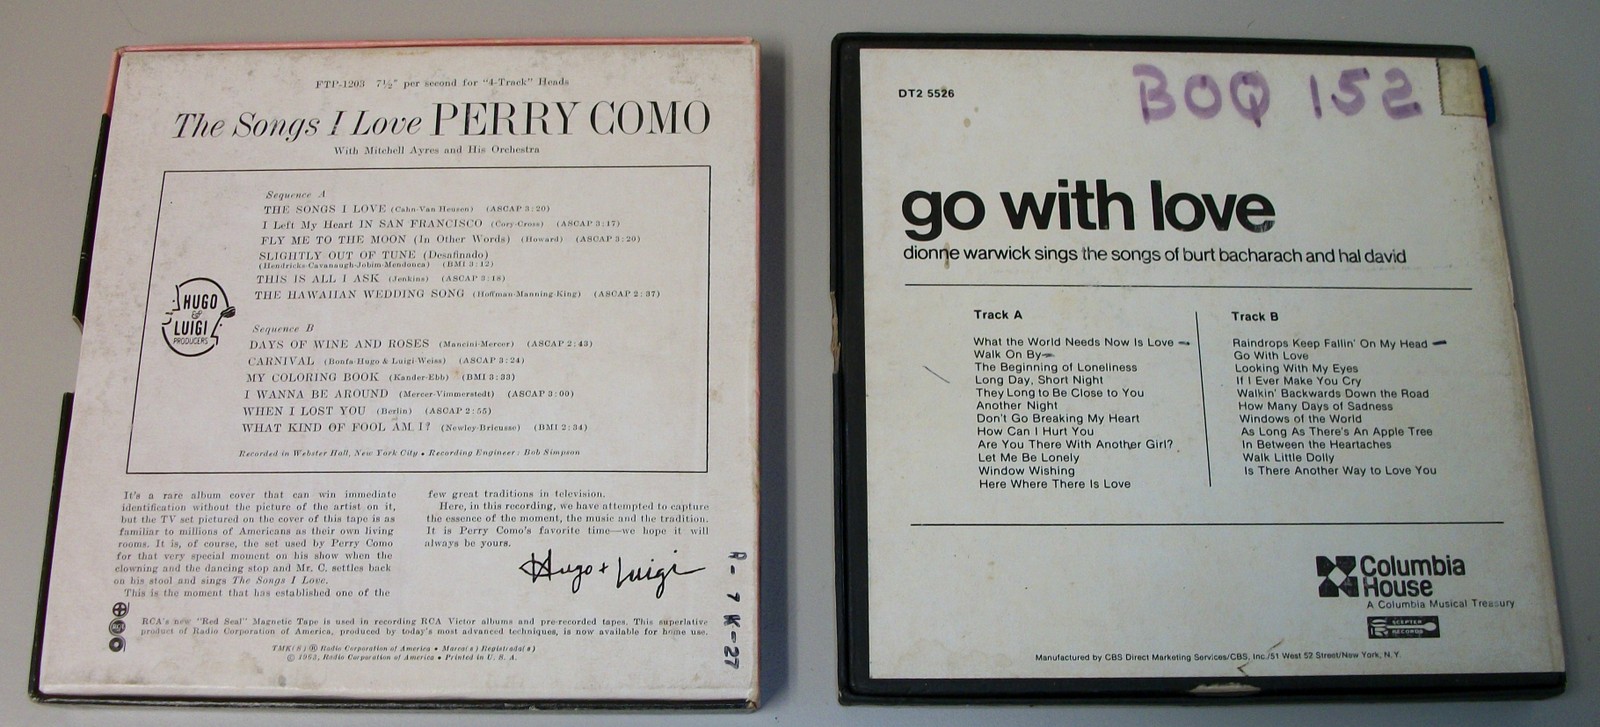 FTP-1203 7½" per second for "4-Track" Heads
The Songs I Love PERRY COMO
With Mitchell Ayres and His Orchestra
Sequence A
THE SONGS I LOVE (Cahn-Van Heusen) (ASCAP 3:20)
I Left My Heart IN SAN FRANCISCO (Cory-Cross) (ASCAP 3:17)
FLY ME TO THE MOON (In Other Words) (Howard) (ASCAP 3:20)
SLIGHTLY OUT OF TUNE (Desafinado)
(Hendricks-Cavanaugh-Jobim-Mendonca) (BMI 3:12)
THIS IS ALL I ASK (Jenkins) (ASCAP 3:18)
THE HAWAIIAN WEDDING SONG (Hoffman-Manning-King) (ASCAP 2:37)
HUGO
&
LUIGI
PRODUCERS
Sequence B
DAYS OF WINE AND ROSES (Mancini-Mercer) (ASCAP 2:43)
CARNIVAL (Bonfa-Hugo & Luigi-Weiss) (ASCAP 3:24)
MY COLORING BOOK (Kander-Ebb) (BMI 3:33)
I WANNA BE AROUND (Mercer-Vimmerstedt) (ASCAP 3:00)
WHEN I LOST YOU (Berlin) (ASCAP 2:55)
WHAT KIND OF FOOL AM I? (Newley-Bricusse) (BMI 2:34)
Recorded in Webster Hall, New York City • Recording Engineer: Bob Simpson
It's a rare album cover that can win immediate
identification without the picture of the artist on it,
but the TV set pictured on the cover of this tape is as
familiar to millions of Americans as their own living
rooms. It is, of course, the set used by Perry Como
for that very special moment on his show when the
clowning and the dancing stop and Mr. C. settles back
on his stool and sings The Songs I Love.
This is the moment that has established one of the
few great traditions in television.
Here, in this recording, we have attempted to capture
the essence of the moment, the music and the tradition.
It is Perry Como's favorite time—we hope it will
always be yours.
Hugo + Luigi
R-7 K-27
RCA
RCA's new "Red Seal" Magnetic Tape is used in recording RCA Victor albums and pre-recorded tapes. This superlative
product of Radio Corporation of America, produced by today's most advanced techniques, is now available for home use.
TMK(s) ® Radio Corporation of America • Marca(s) Registrada(s)
© 1963, Radio Corporation of America • Printed in U. S. A.
DT2 5526
BOQ 152
go with love
dionne warwick sings the songs of burt bacharach and hal david
Track A
What the World Needs Now Is Love
Walk On By
The Beginning of Loneliness
Long Day, Short Night
They Long to Be Close to You
Another Night
Don't Go Breaking My Heart
How Can I Hurt You
Are You There With Another Girl?
Let Me Be Lonely
Window Wishing
Here Where There Is Love
Track B
Raindrops Keep Fallin' On My Head
Go With Love
Looking With My Eyes
If I Ever Make You Cry
Walkin' Backwards Down the Road
How Many Days of Sadness
Windows of the World
As Long As There's An Apple Tree
In Between the Heartaches
Walk Little Dolly
Is There Another Way to Love You
Columbia
House
A Columbia Musical Treasury
SCEPTER
RECORDS
Manufactured by CBS Direct Marketing Services/CBS, Inc./51 West 52 Street/New York, N.Y.